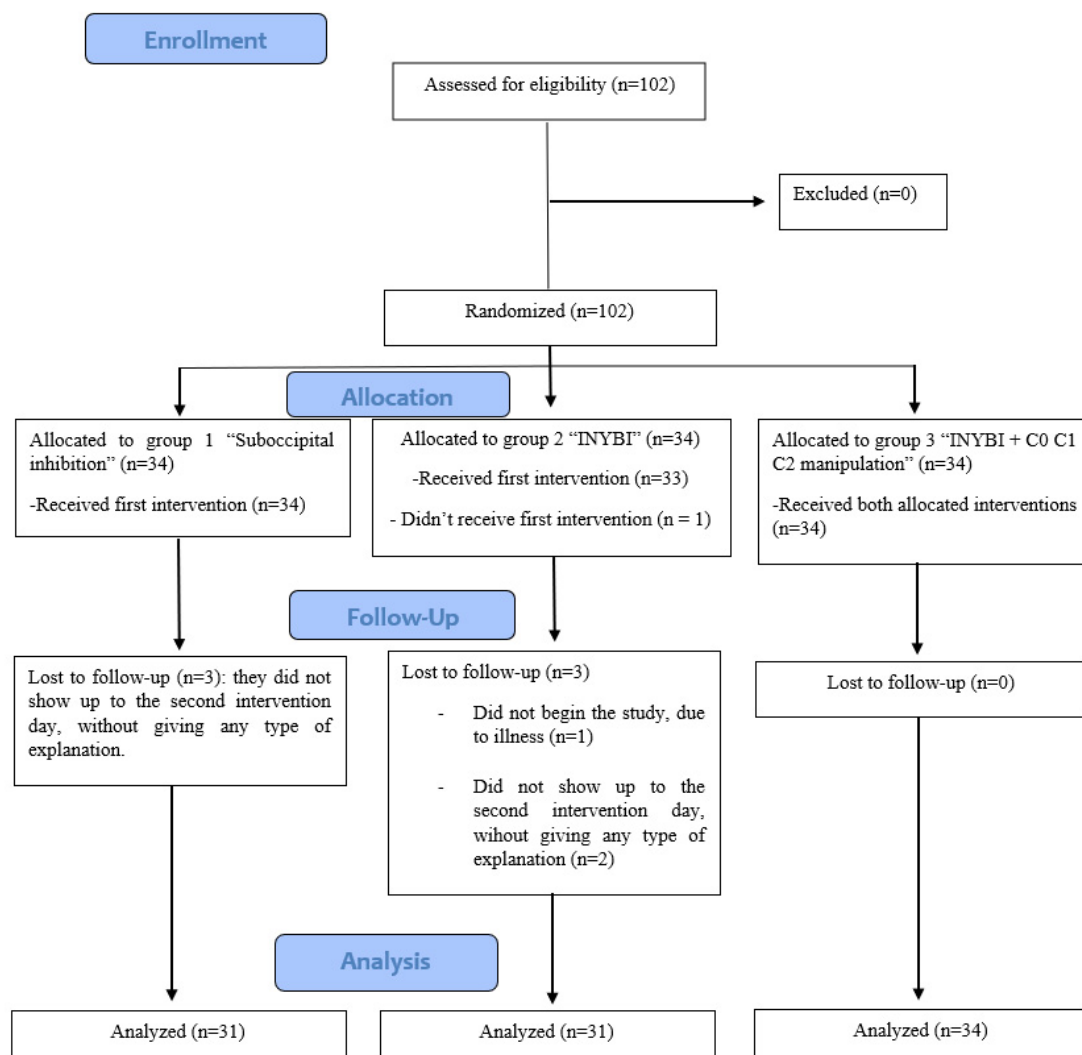 Enrollment
Assessed for eligibility (n=102)
Excluded (n=0)
Randomized (n=102)
Allocation
Allocated to group 1 “Suboccipital
inhibition” (n=34)
-Received first intervention (n=34)
Allocated to group 2 “INYBI” (n=34)
-Received first intervention (n=33)
- Didn’t receive first intervention (n = 1)
Allocated to group 3 “INYBI + C0 C1
C2 manipulation” (n=34)
-Received both allocated interventions
(n=34)
Follow-Up
Lost to follow-up (n=3): they did not
show up to the second intervention
day, without giving any type of
explanation.
Lost to follow-up (n=3)
- Did not begin the study, due
to illness (n=1)
- Did not show up to the
second intervention day,
wihout giving any type of
explanation (n=2)
Lost to follow-up (n=0)
Analysis
Analyzed (n=31)
Analyzed (n=31)
Analyzed (n=34)